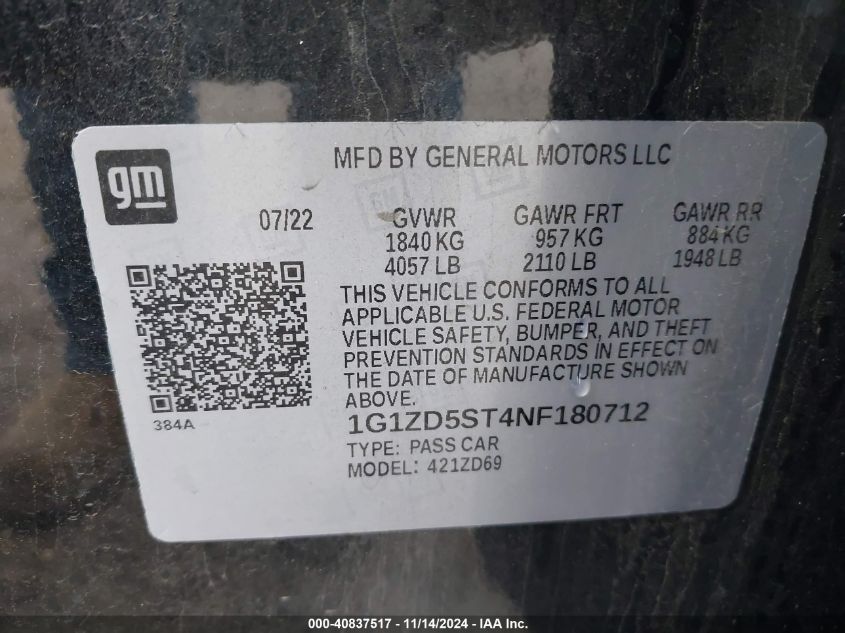 gm
MFD BY GENERAL MOTORS LLC
07/22 GVWR GAWR FRT GAWR RR
1840 KG 957 KG 884 KG
4057 LB 2110 LB 1948 LB
THIS VEHICLE CONFORMS TO ALL
APPLICABLE U.S. FEDERAL MOTOR
VEHICLE SAFETY, BUMPER, AND THEFT
PREVENTION STANDARDS IN EFFECT ON
THE DATE OF MANUFACTURE SHOWN
ABOVE.
384A
1G1ZD5ST4NF180712
TYPE: PASS CAR
MODEL: 421ZD69
000-40837517 - 11/14/2024 - IAAI.COM.